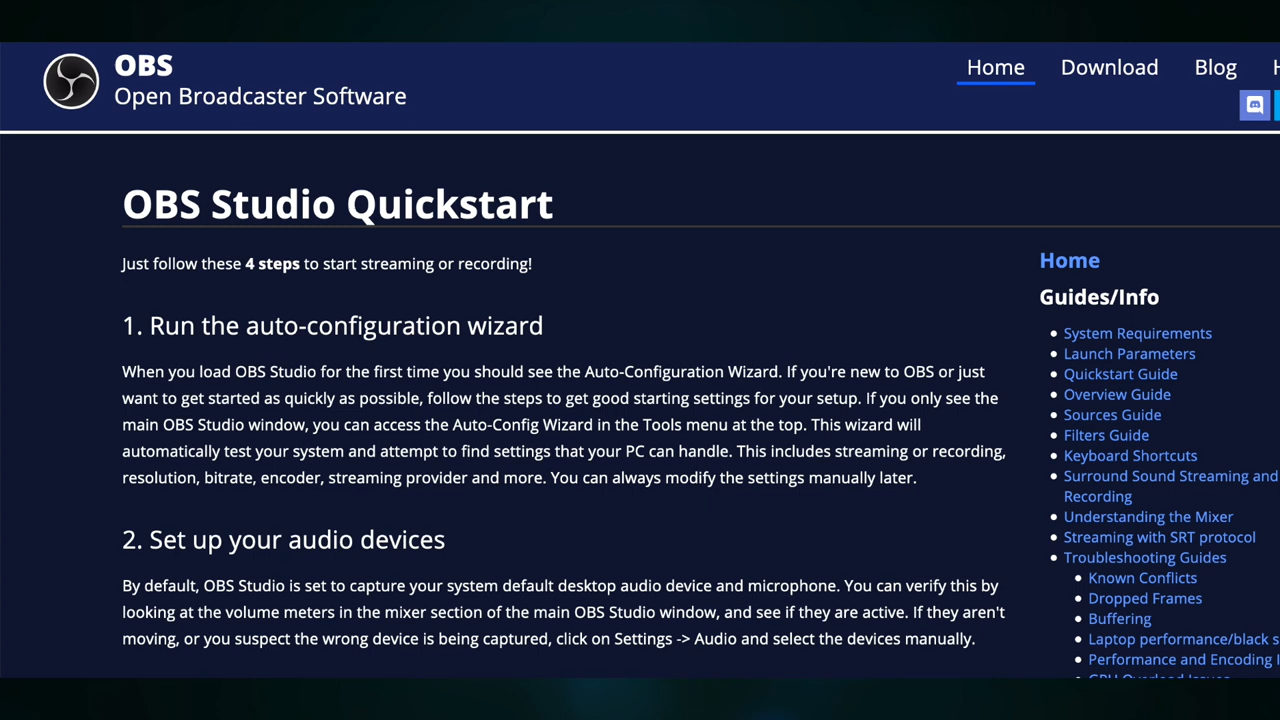 OBS
Open Broadcaster Software
Home
Download
Blog
OBS Studio Quickstart
Just follow these 4 steps to start streaming or recording!
1. Run the auto-configuration wizard
When you load OBS Studio for the first time you should see the Auto-Configuration Wizard. If you're new to OBS or just
want to get started as quickly as possible, follow the steps to get good starting settings for your setup. If you only see the
main OBS Studio window, you can access the Auto-Config Wizard in the Tools menu at the top. This wizard will
automatically test your system and attempt to find settings that your PC can handle. This includes streaming or recording,
resolution, bitrate, encoder, streaming provider and more. You can always modify the settings manually later.
2. Set up your audio devices
By default, OBS Studio is set to capture your system default desktop audio device and microphone. You can verify this by
looking at the volume meters in the mixer section of the main OBS Studio window, and see if they are active. If they aren't
moving, or you suspect the wrong device is being captured, click on Settings -> Audio and select the devices manually.
Home
Guides/Info
System Requirements
Launch Parameters
Quickstart Guide
Overview Guide
Sources Guide
Filters Guide
Keyboard Shortcuts
Surround Sound Streaming and
Recording
Understanding the Mixer
Streaming with SRT protocol
Troubleshooting Guides
Known Conflicts
Dropped Frames
Buffering
Laptop performance/black
Performance and Encoding